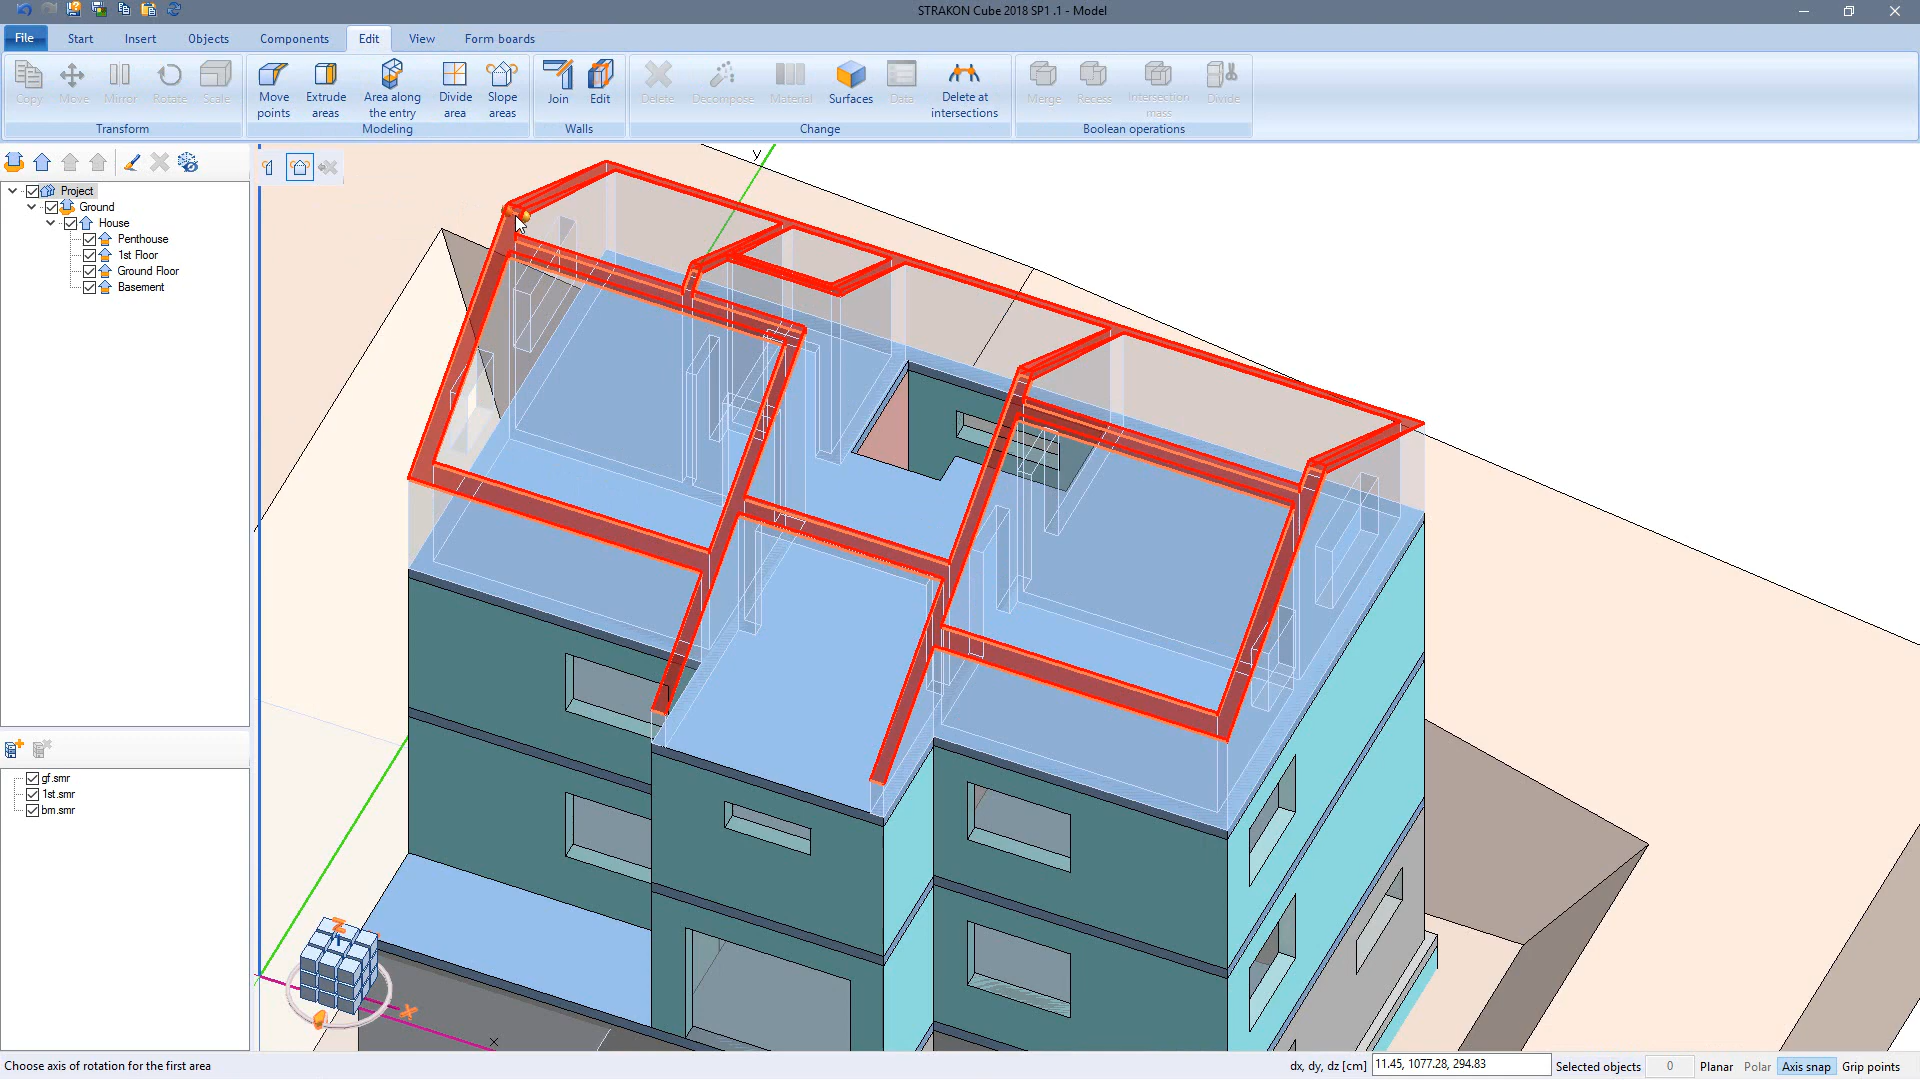 STRAKON Cube 2018 SP1 .1 - Model
File Start Insert Objects Components Edit View Form boards
Copy Move Mirror Rotate Scale
Transform
Move points Extrude areas Area along the entry Divide area Slope areas
Modeling
Join Edit
Walls
Delete Decompose Material Surfaces Data Delete at intersections
Change
Merge Recess Intersection mass Divide
Boolean operations
Project
Ground
House
Penthouse
1st Floor
Ground Floor
Basement
gf.smr
1st.smr
bm.smr
y
Z
X
Choose axis of rotation for the first area
dx, dy, dz [cm] 11.45, 1077.28, 294.83 Selected objects 0 Planar Polar Axis snap Grip points